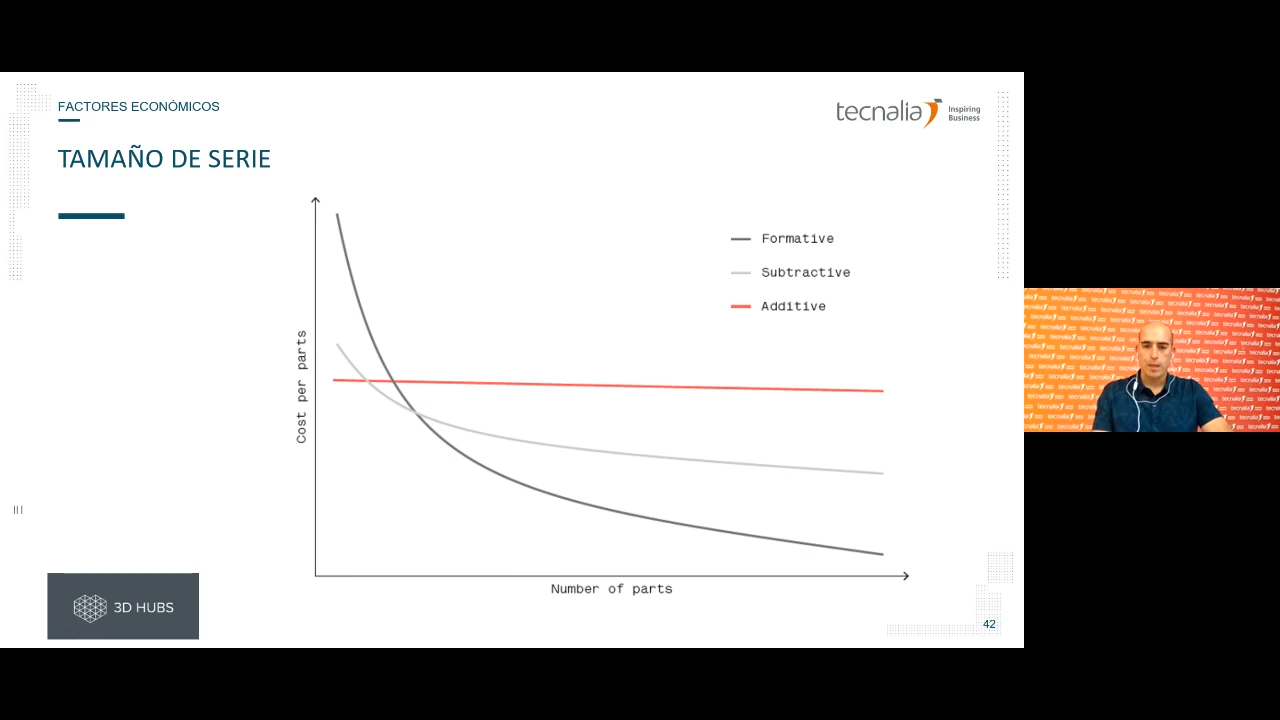 FACTORES ECONÓMICOS
tecnalia Inspiring
Business
TAMAÑO DE SERIE
Formative
Subtractive
Additive
Cost per parts
Number of parts
3D HUBS
42